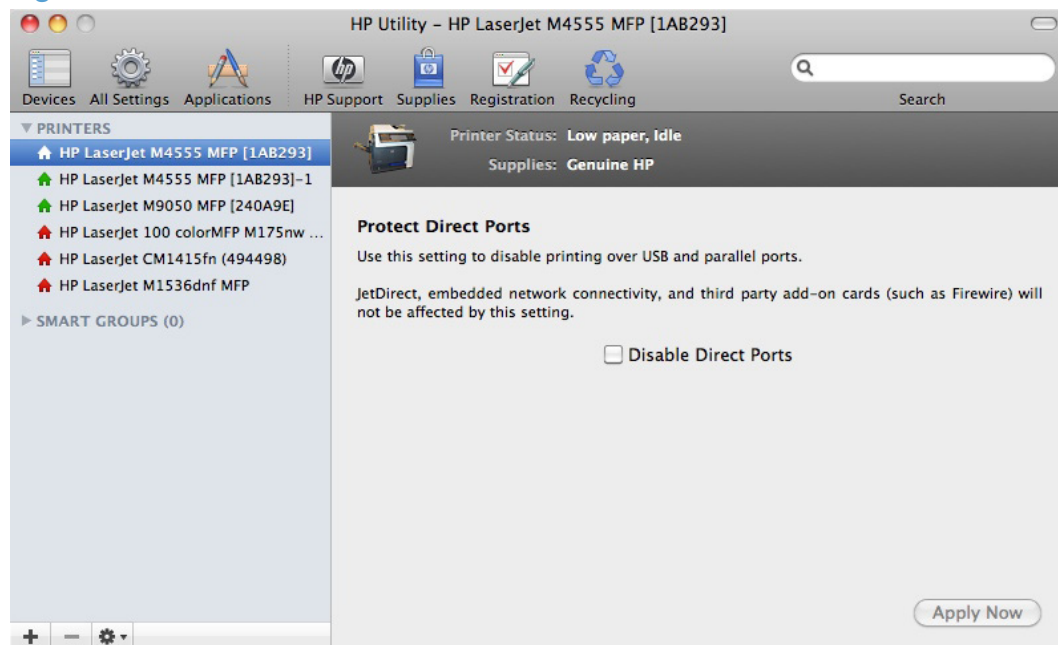 HP Utility – HP LaserJet M4555 MFP [1AB293]
Devices All Settings Applications HP Support Supplies Registration Recycling Search
PRINTERS
HP LaserJet M4555 MFP [1AB293]
HP LaserJet M4555 MFP [1AB293]–1
HP LaserJet M9050 MFP [240A9E]
HP LaserJet 100 colorMFP M175nw ...
HP LaserJet CM1415fn (494498)
HP LaserJet M1536dnf MFP
SMART GROUPS (0)
Printer Status: Low paper, Idle
Supplies: Genuine HP
Protect Direct Ports
Use this setting to disable printing over USB and parallel ports.
JetDirect, embedded network connectivity, and third party add–on cards (such as Firewire) will
not be affected by this setting.
Disable Direct Ports
Apply Now